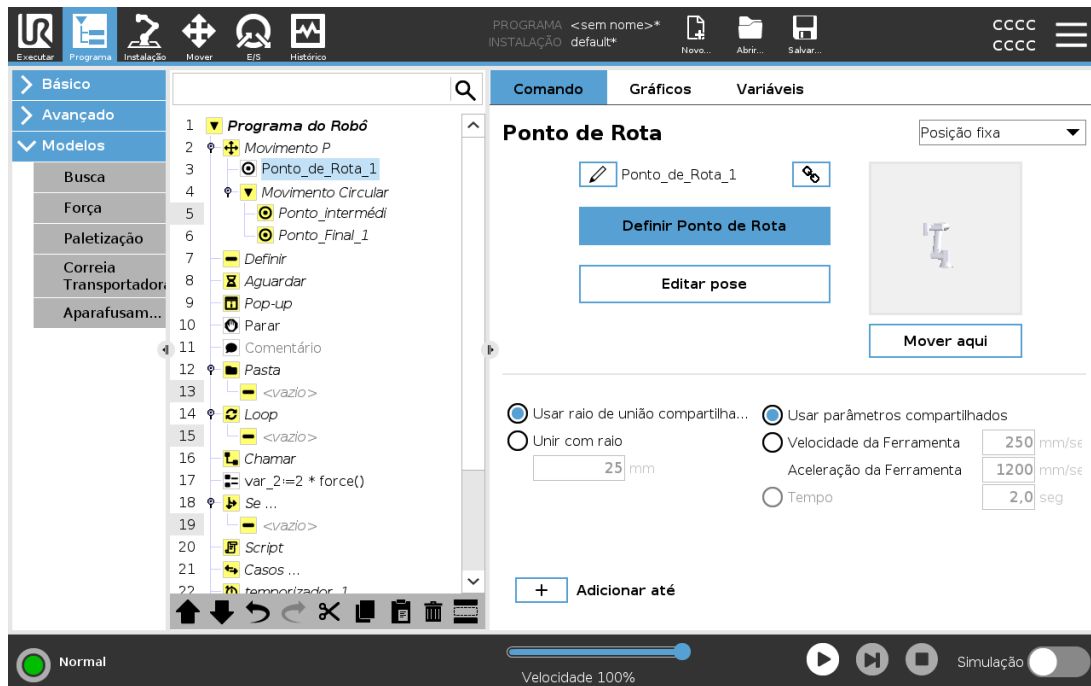 UR
PROGRAMA <sem nome>*
INSTALAÇÃO default*
CCCC
CCCC
Executar
Programa
Instalação
Mover
E/S
Histórico
Novo...
Abrir...
Salvar...
Básico
Avançado
Modelos
Busca
Força
Paletização
Correia
Transportador
Aparafusam...
1 Programa do Robô
2 Movimento P
3 Ponto_de_Rota_1
4 Movimento Circular
5 Ponto_intermédi
6 Ponto_Final_1
7 Definir
8 Aguardar
9 Pop-up
10 Parar
11 Comentário
12 Pasta
13 <vazio>
14 Loop
15 <vazio>
16 Chamar
17 var_2:=2 * force()
18 Se ...
19 <vazio>
20 Script
21 Casos ...
22 temporizador_1
Comando
Gráficos
Variáveis
Ponto de Rota
Posição fixa
Ponto_de_Rota_1
Definir Ponto de Rota
Editar pose
Mover aqui
Usar raio de união compartilha...
Unir com raio
25 mm
Usar parâmetros compartilhados
Velocidade da Ferramenta 250 mm/se
Aceleração da Ferramenta 1200 mm/se
Tempo 2,0 seg
+ Adicionar até
Normal
Velocidade 100%
Simulação